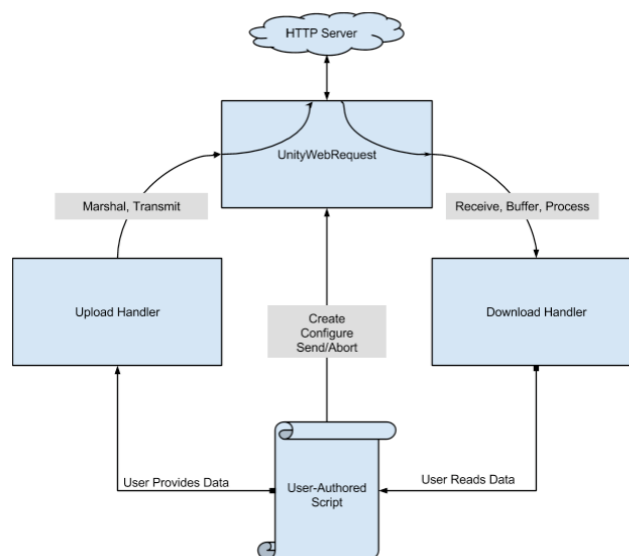 HTTP Server
UnityWebRequest
Marshal, Transmit
Receive, Buffer, Process
Upload Handler
Create
Configure
Send/Abort
Download Handler
User Provides Data
User-Authored
Script
User Reads Data